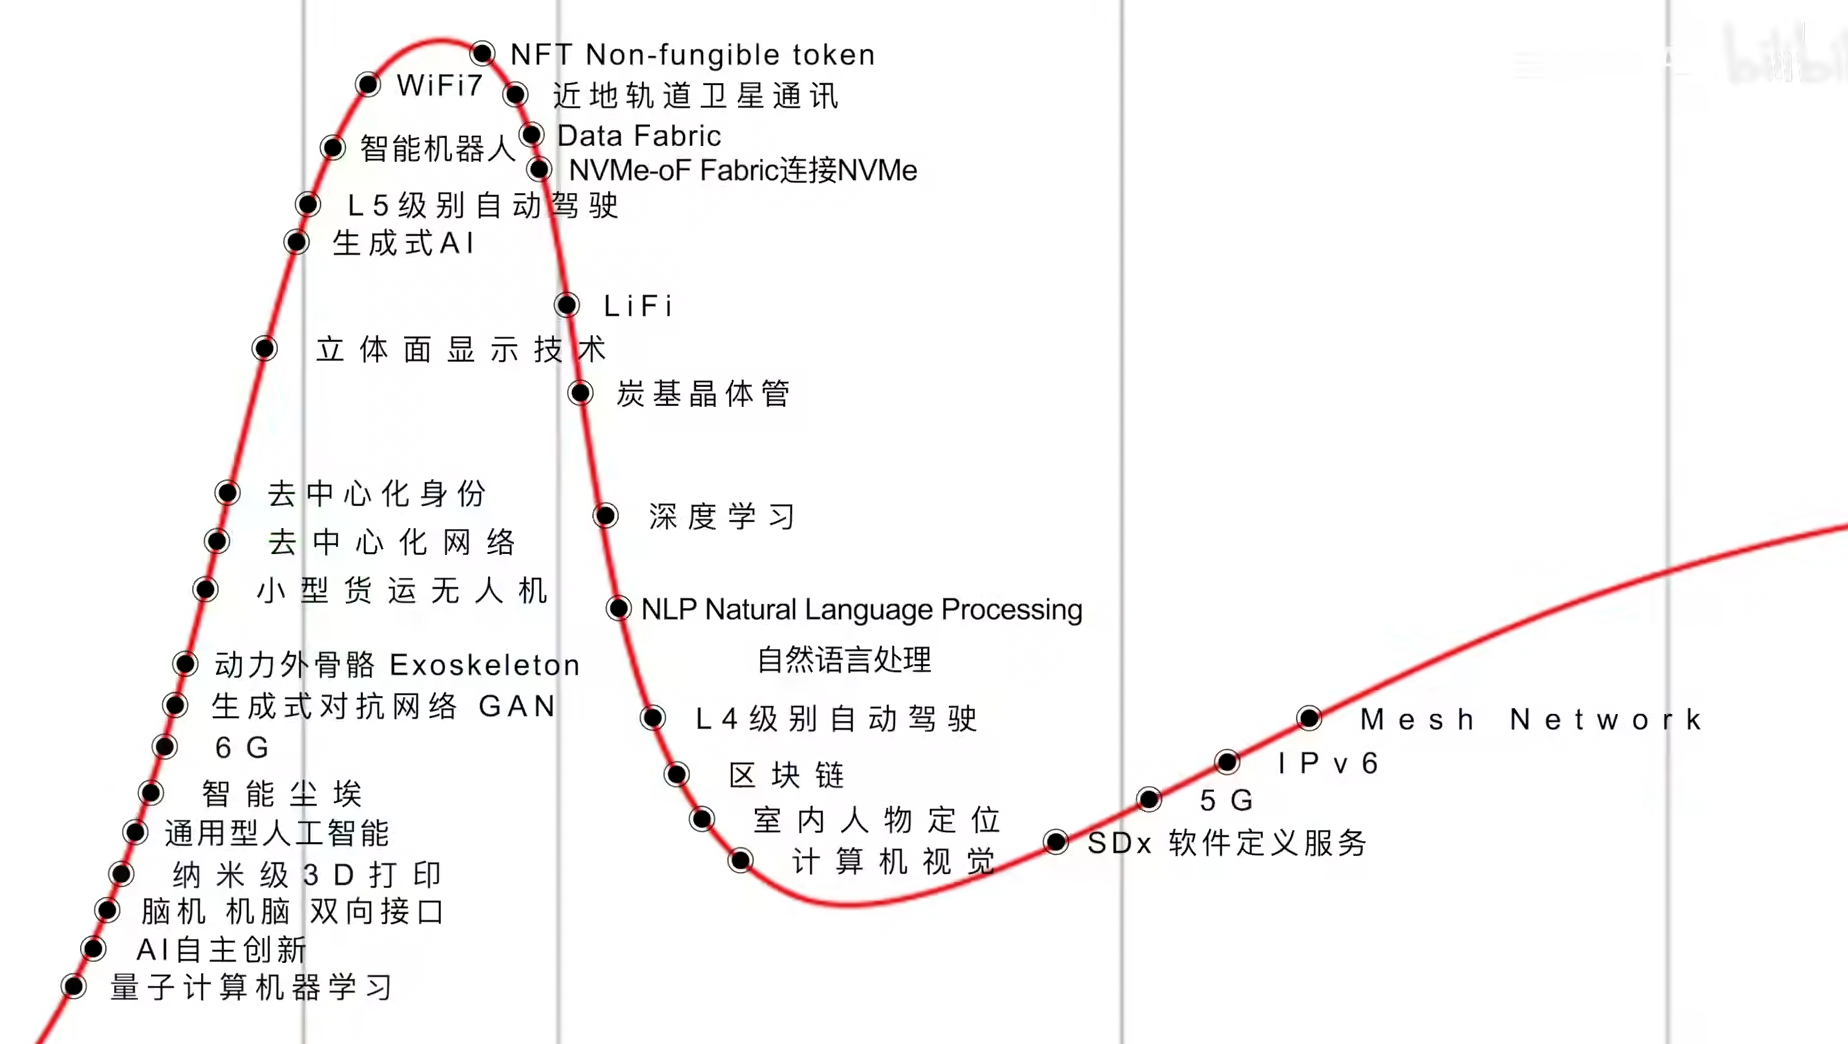 NFT Non-fungible token
WiFi7
近地轨道卫星通讯
Data Fabric
智能机器人
NVMe-oF Fabric连接NVMe
L5级别自动驾驶
生成式AI
LiFi
立体面显示技术
炭基晶体管
去中心化身份
深度学习
去中心化网络
小型货运无人机
NLP Natural Language Processing
自然语言处理
动力外骨骼 Exoskeleton
生成式对抗网络 GAN
L4级别自动驾驶
Mesh Network
6G
IPv6
区块链
智能尘埃
5G
室内人物定位
通用型人工智能
SDx 软件定义服务
计算机视觉
纳米级3D打印
脑机 机脑 双向接口
AI自主创新
量子计算机器学习